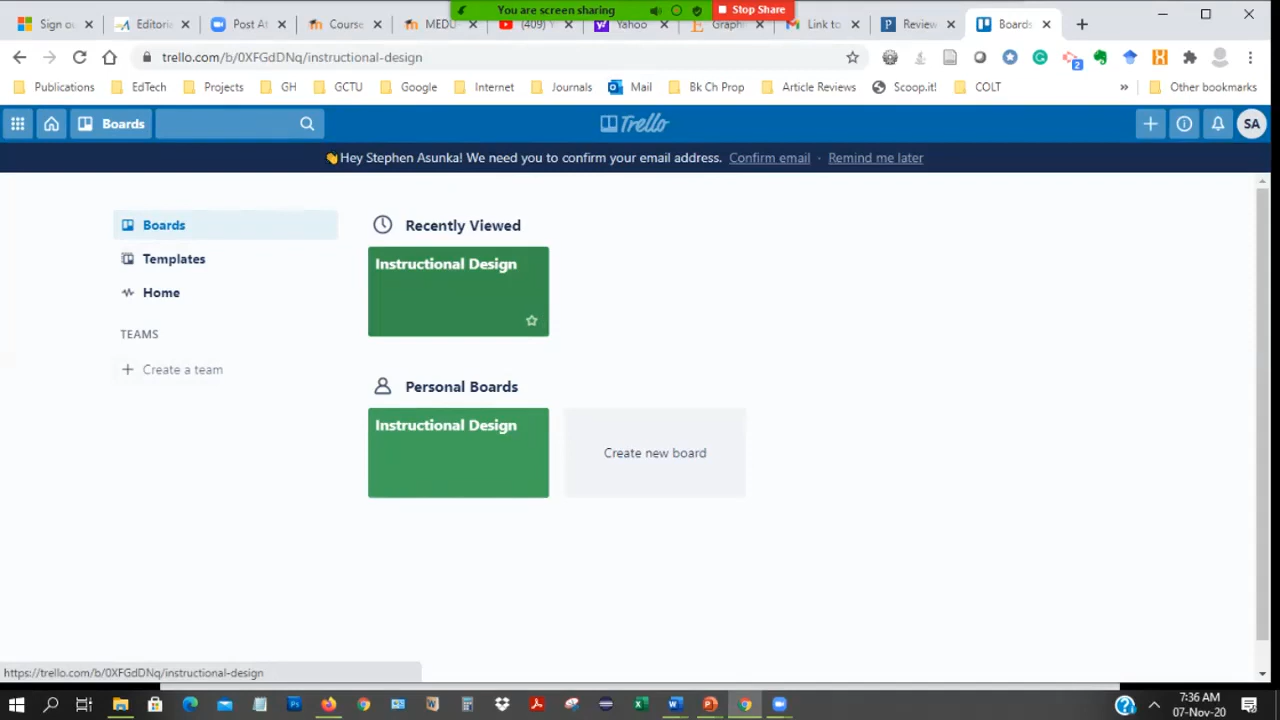 You are screen sharing
Stop Share
Sign ou
Editorie
Post At
Course
MEDU
(409) Y
Yahoo
Graph
Link to
Review
Boards
trello.com/b/0XFGdDNq/instructional-design
2
Publications
EdTech
Projects
GH
GCTU
Google
Internet
Journals
Mail
Bk Ch Prop
Article Reviews
Scoop.it!
COLT
»
Other bookmarks
Boards
Trello
SA
👋Hey Stephen Asunka! We need you to confirm your email address. Confirm email · Remind me later
Boards
Templates
Home
TEAMS
+ Create a team
Recently Viewed
Instructional Design
Personal Boards
Instructional Design
Create new board
https://trello.com/b/0XFGdDNq/instructional-design
7:36 AM
07-Nov-20